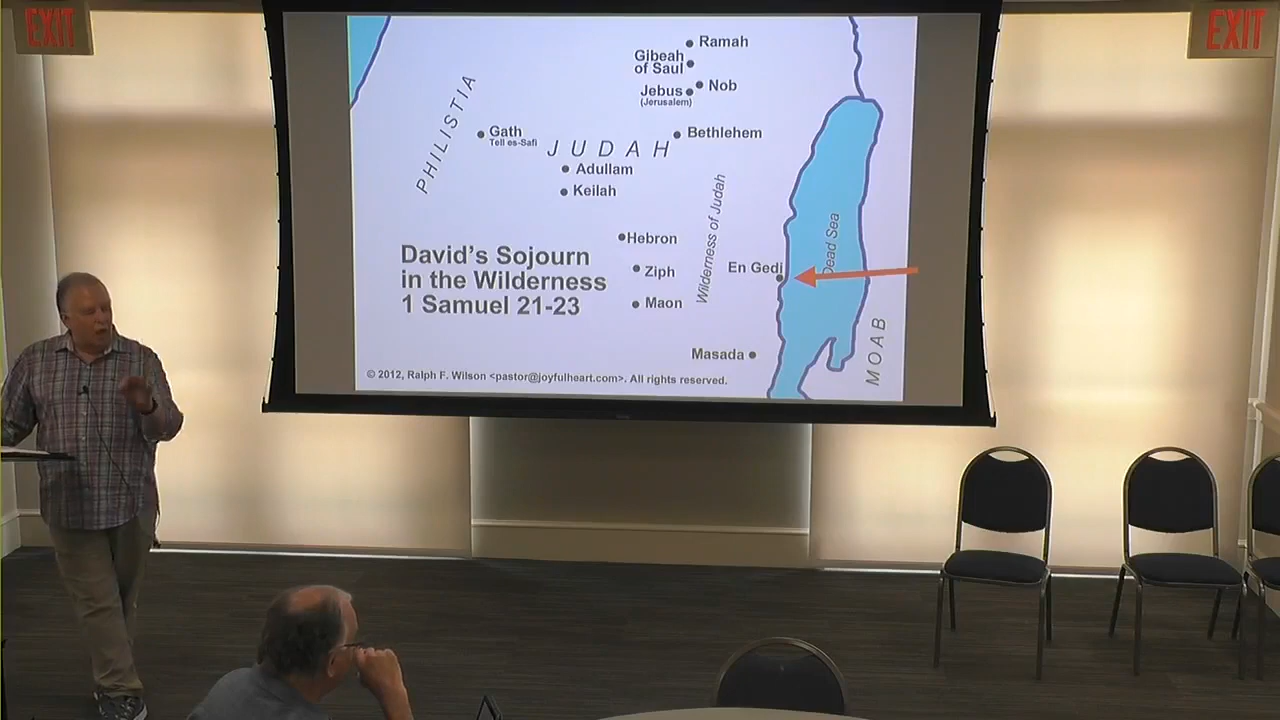 EXIT
EXIT
Ramah
Gibeah
of Saul
Nob
Jebus
(Jerusalem)
PHILISTIA
Gath
Tell es-Safi
Bethlehem
JUDAH
Adullam
Keilah
Wilderness of Judah
Dead Sea
Hebron
David's Sojourn
in the Wilderness
1 Samuel 21-23
Ziph
En Gedi
Maon
MOAB
Masada
© 2012, Ralph F. Wilson <pastor@joyfulheart.com>. All rights reserved.